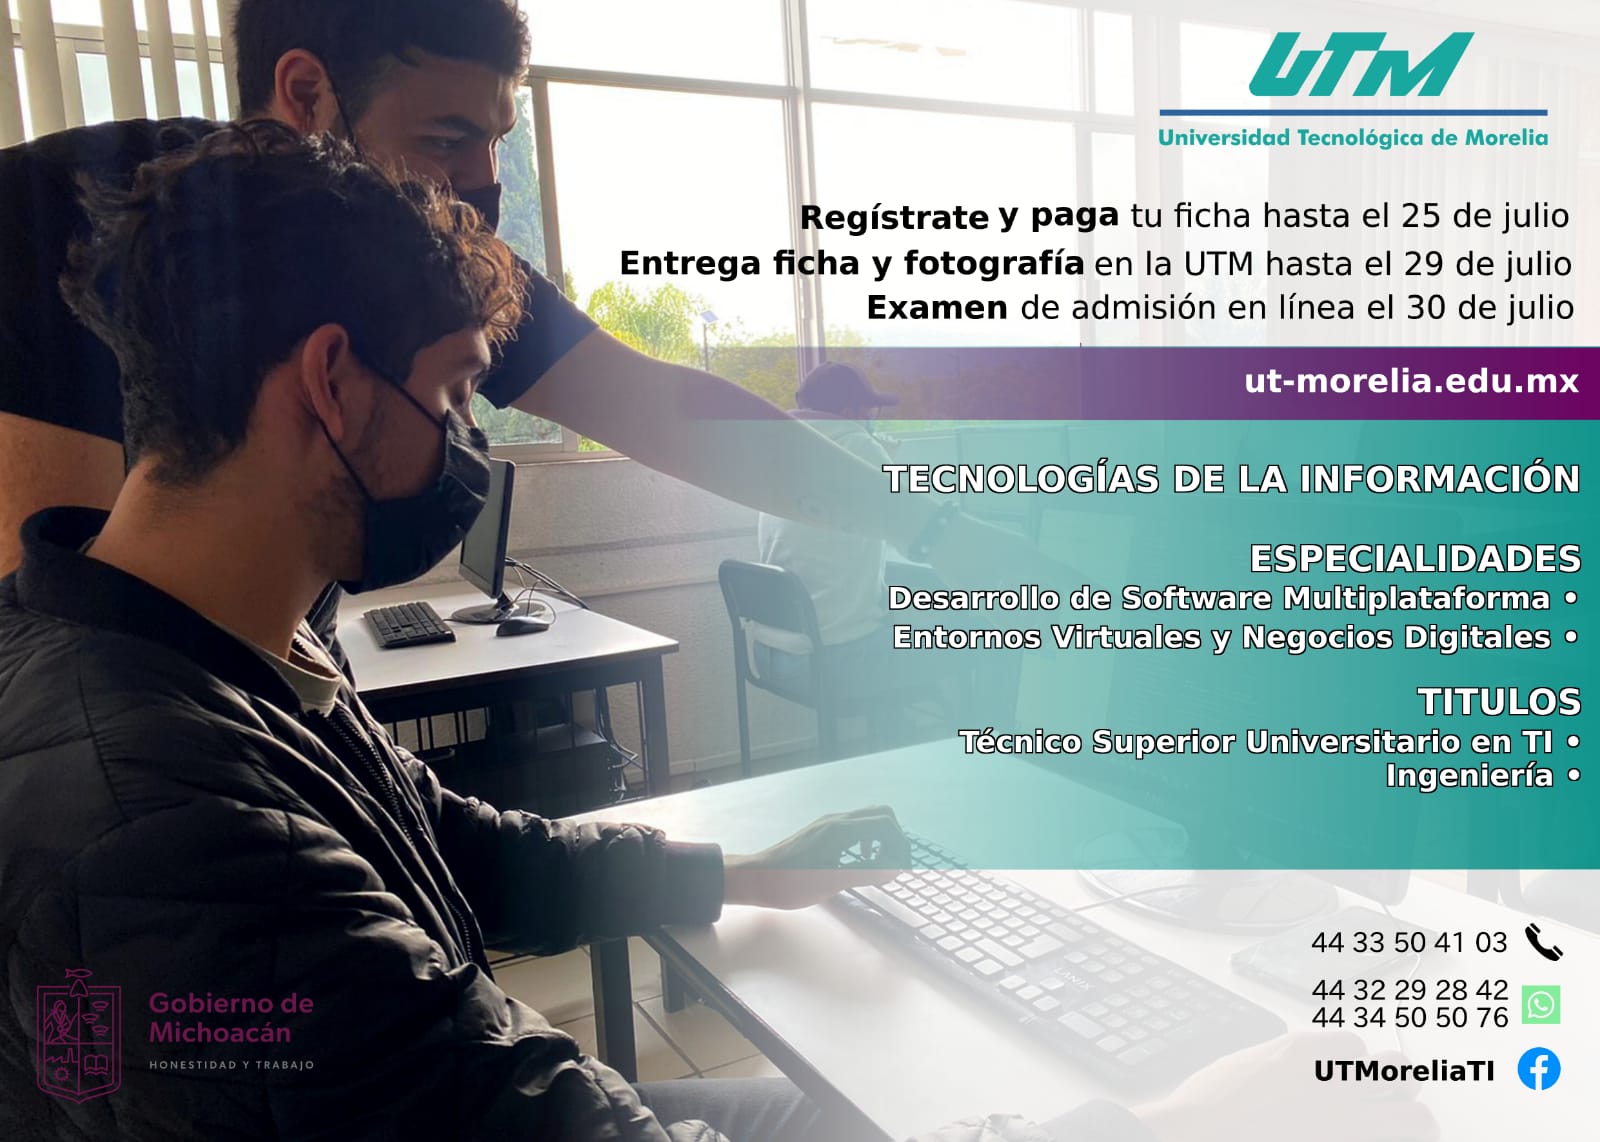 UTM
Universidad Tecnológica de Morelia
Regístrate y paga tu ficha hasta el 25 de julio
Entrega ficha y fotografía en la UTM hasta el 29 de julio
Examen de admisión en línea el 30 de julio
ut-morelia.edu.mx
TECNOLOGÍAS DE LA INFORMACIÓN
ESPECIALIDADES
Desarrollo de Software Multiplataforma •
Entornos Virtuales y Negocios Digitales •
TITULOS
Técnico Superior Universitario en TI •
Ingeniería •
LANIX
44 33 50 41 03
44 32 29 28 42
44 34 50 50 76
UTMoreliaTI
Gobierno de
Michoacán
HONESTIDAD Y TRABAJO